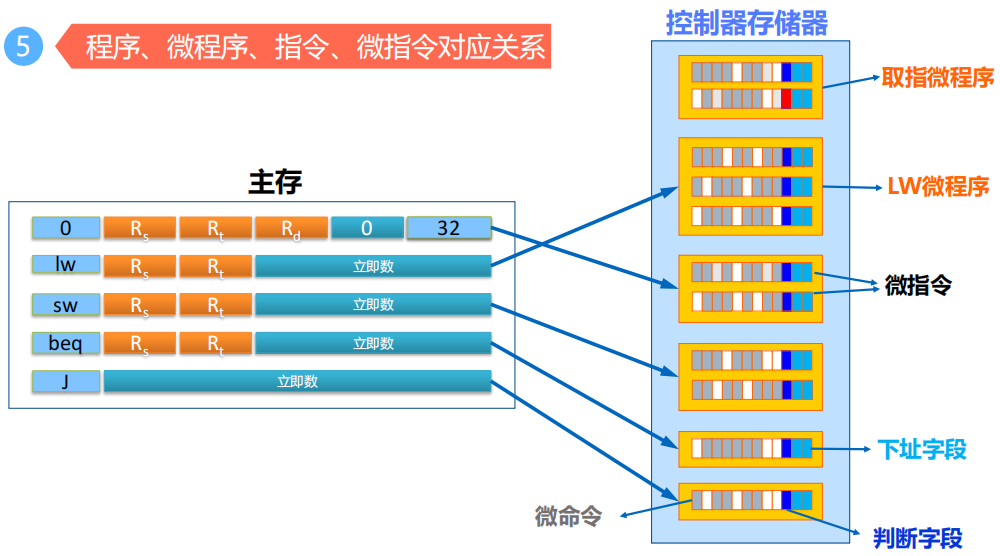 控制器存储器
5 程序、微程序、指令、微指令对应关系
取指微程序
主存
LW微程序
0 Rs Rt Rd 0 32
lw Rs Rt 立即数
微指令
sw Rs Rt 立即数
beq Rs Rt 立即数
J 立即数
下址字段
微命令
判断字段